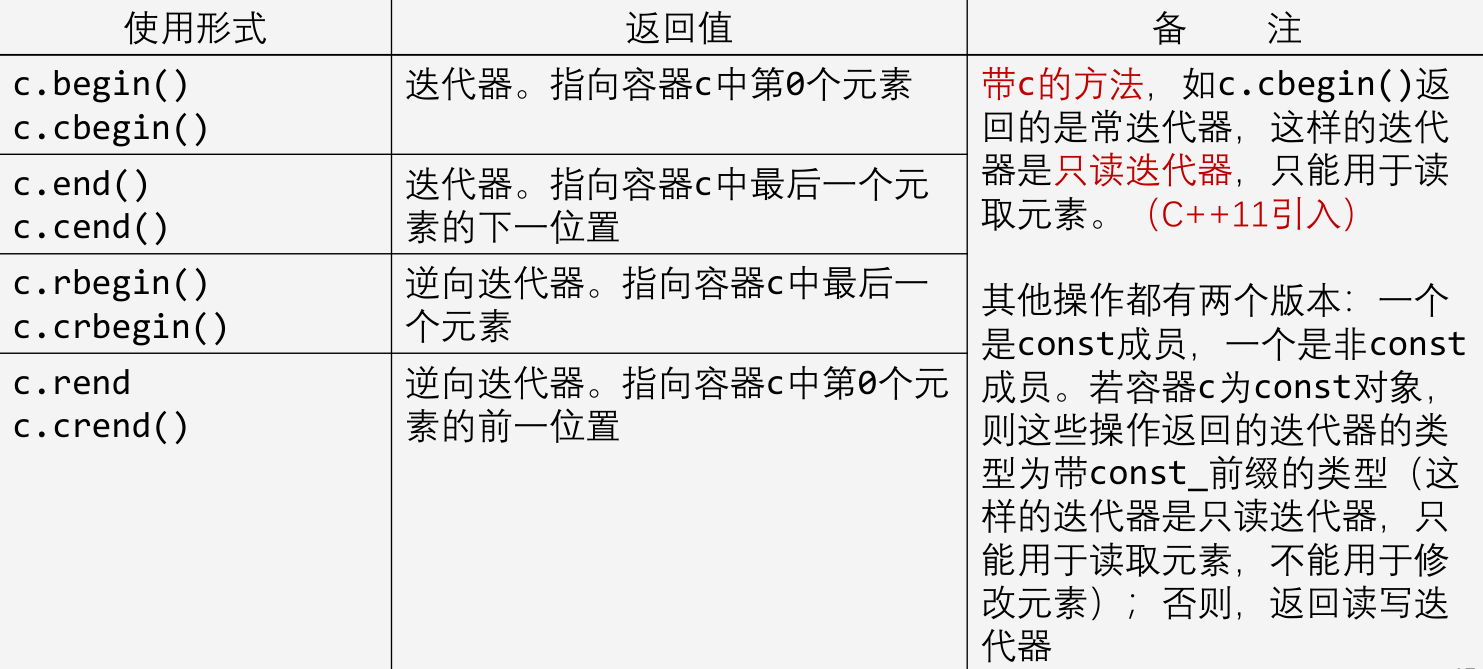 使用形式
返回值
备 注
c.begin()
c.cbegin()
迭代器。指向容器c中第0个元素
c.end()
c.cend()
迭代器。指向容器c中最后一个元
素的下一位置
c.rbegin()
c.crbegin()
逆向迭代器。指向容器c中最后一
个元素
c.rend
c.crend()
逆向迭代器。指向容器c中第0个元
素的前一位置
带c的方法，如c.cbegin()返
回的是常迭代器，这样的迭代
器是只读迭代器，只能用于读
取元素。（C++11引入）
其他操作都有两个版本：一个
是const成员，一个是非const
成员。若容器c为const对象，
则这些操作返回的迭代器的类
型为带const_前缀的类型（这
样的迭代器是只读迭代器，只
能用于读取元素，不能用于修
改元素）；否则，返回读写迭
代器